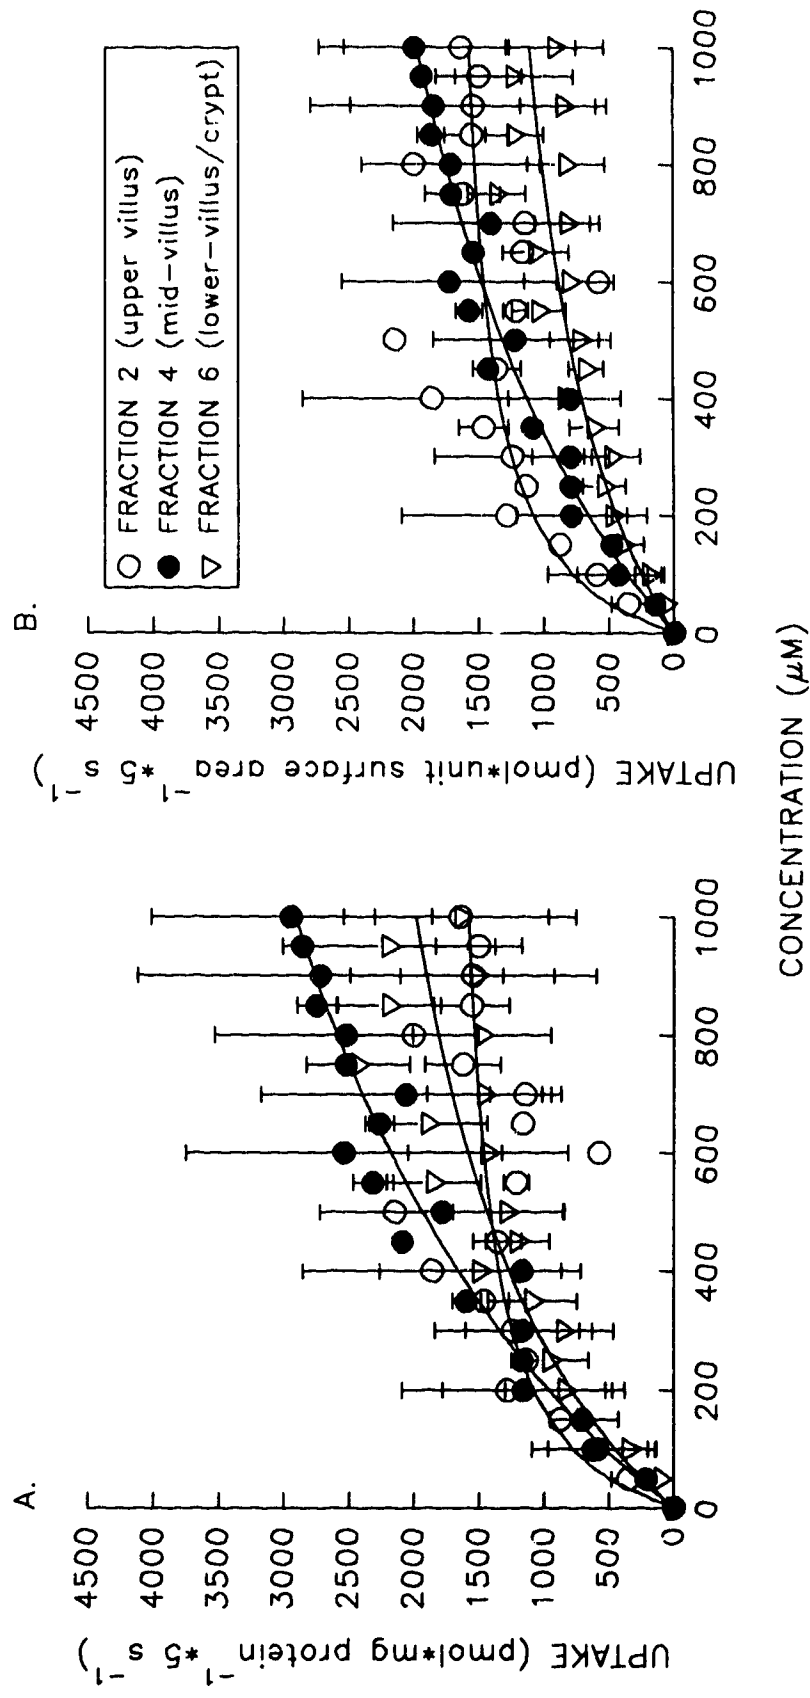 A.
UPTAKE (pmol*mg protein⁻¹*5 s⁻¹)
4500
4000
3500
3000
2500
2000
1500
1000
500
0
0 200 400 600 800 1000
B.
UPTAKE (pmol*unit surface area⁻¹*5 s⁻¹)
4500
4000
3500
3000
2500
2000
1500
1000
500
0
0 200 400 600 800 1000
FRACTION 2 (upper villus)
FRACTION 4 (mid-villus)
FRACTION 6 (lower-villus/crypt)
CONCENTRATION (μM)